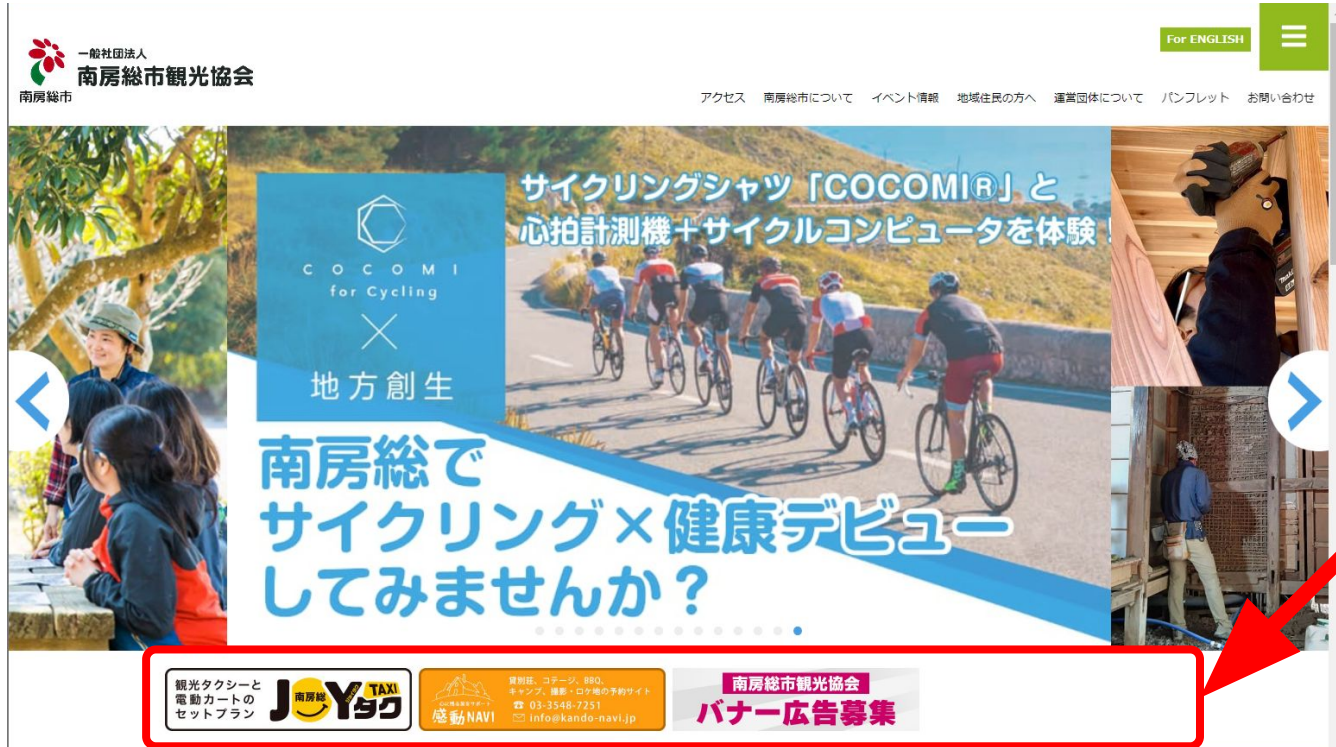 For ENGLISH
一般社団法人
南房総市観光協会
南房総市
アクセス 南房総市について イベント情報 地域住民の方へ 運営団体について パンフレット お問い合わせ
サイクリングシャツ「COCOMI®」と
心拍計測機+サイクルコンピュータを体験!
COCOMI
for Cycling
×
地方創生
南房総で
サイクリング×健康デビュー
してみませんか?
観光タクシーと
電動カートの
セットプラン
南房総
JOYタク
TAXI
貸別荘、コテージ、BBQ、
キャンプ、撮影・ロケ地の予約サイト
03-3548-7251
info@kando-navi.jp
感動NAVI
南房総市観光協会
バナー広告募集